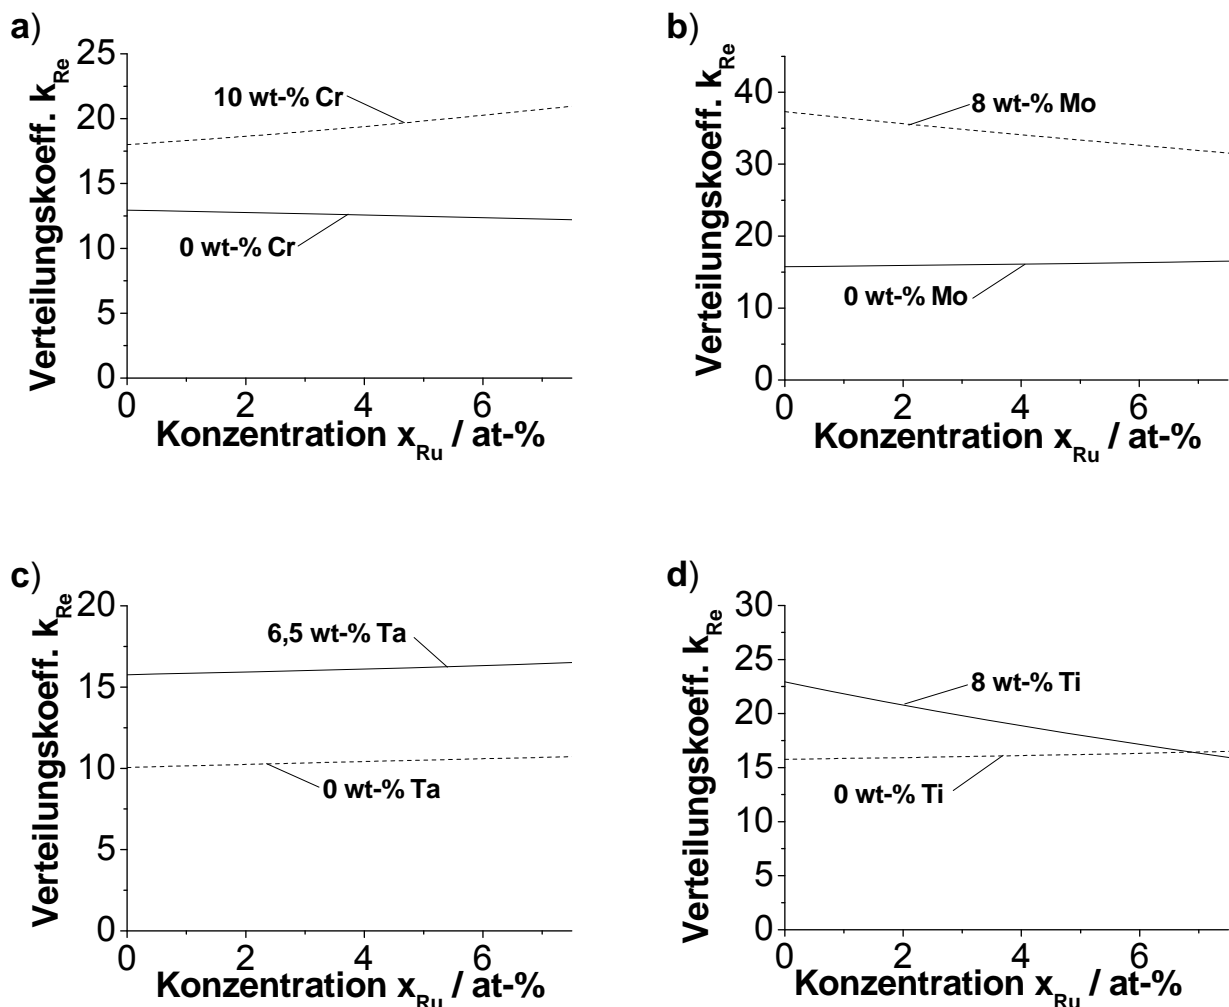 a)
Verteilungskoeff. k_Re
25
20
15
10
5
0
10 wt-% Cr
0 wt-% Cr
0 2 4 6
Konzentration x_Ru / at-%
b)
Verteilungskoeff. k_Re
40
30
20
10
0
8 wt-% Mo
0 wt-% Mo
0 2 4 6
Konzentration x_Ru / at-%
c)
Verteilungskoeff. k_Re
20
15
10
5
0
6,5 wt-% Ta
0 wt-% Ta
0 2 4 6
Konzentration x_Ru / at-%
d)
Verteilungskoeff. k_Re
30
25
20
15
10
5
0
8 wt-% Ti
0 wt-% Ti
0 2 4 6
Konzentration x_Ru / at-%